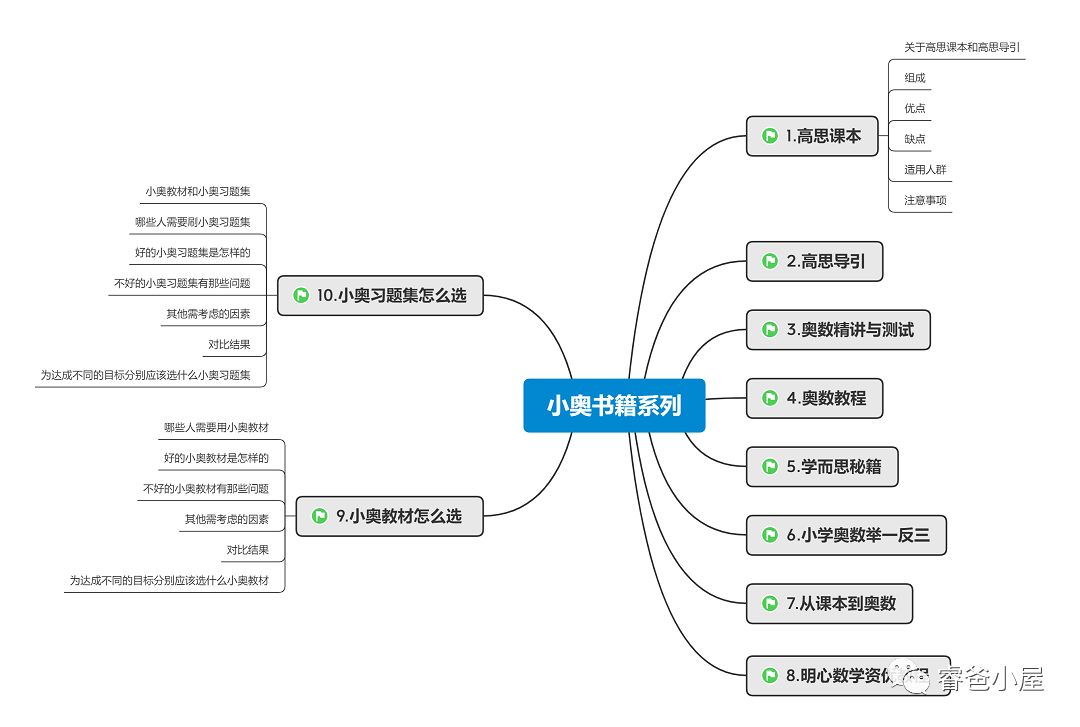 小奥书籍系列
1.高思课本
关于高思课本和高思导引
组成
优点
缺点
适用人群
注意事项
2.高思导引
3.奥数精讲与测试
4.奥数教程
5.学而思秘籍
6.小学奥数举一反三
7.从课本到奥数
8.明心数学资优
睿爸小屋
9.小奥教材怎么选
哪些人需要用小奥教材
好的小奥教材是怎样的
不好的小奥教材有那些问题
其他需考虑的因素
对比结果
为达成不同的目标分别应该选什么小奥教材
10.小奥习题集怎么选
小奥教材和小奥习题集
哪些人需要刷小奥习题集
好的小奥习题集是怎样的
不好的小奥习题集有那些问题
其他需考虑的因素
对比结果
为达成不同的目标分别应该选什么小奥习题集